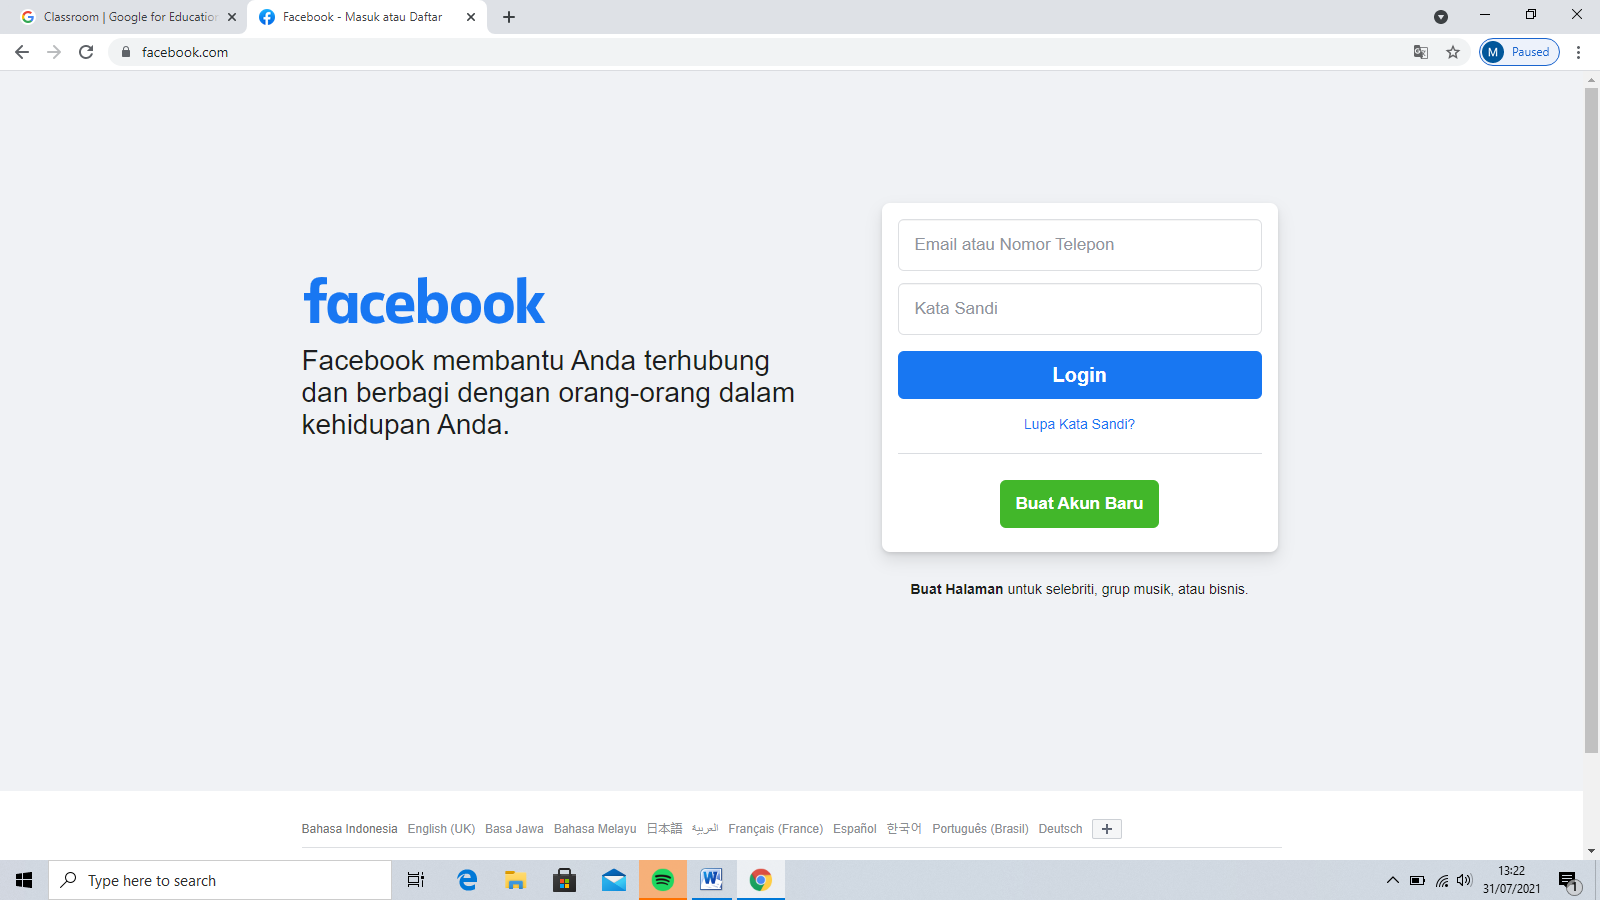 Classroom | Google for Education
Facebook - Masuk atau Daftar
facebook.com
M Paused
facebook
Facebook membantu Anda terhubung
dan berbagi dengan orang-orang dalam
kehidupan Anda.
Email atau Nomor Telepon
Kata Sandi
Login
Lupa Kata Sandi?
Buat Akun Baru
Buat Halaman untuk selebriti, grup musik, atau bisnis.
Bahasa Indonesia English (UK) Basa Jawa Bahasa Melayu 日本語 العربية Français (France) Español 한국어 Português (Brasil) Deutsch +
Type here to search
13:22
31/07/2021
1